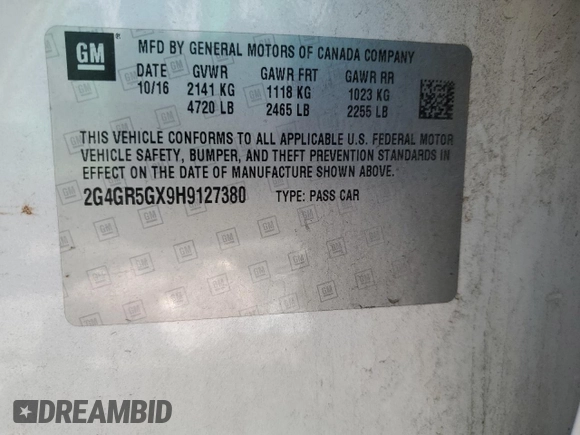 GM
MFD BY GENERAL MOTORS OF CANADA COMPANY
DATE GVWR GAWR FRT GAWR RR
10/16 2141 KG 1118 KG 1023 KG
4720 LB 2465 LB 2255 LB
THIS VEHICLE CONFORMS TO ALL APPLICABLE U.S. FEDERAL MOTOR
VEHICLE SAFETY, BUMPER, AND THEFT PREVENTION STANDARDS IN
EFFECT ON THE DATE OF MANUFACTURE SHOWN ABOVE.
2G4GR5GX9H9127380 TYPE: PASS CAR
DREAMBID